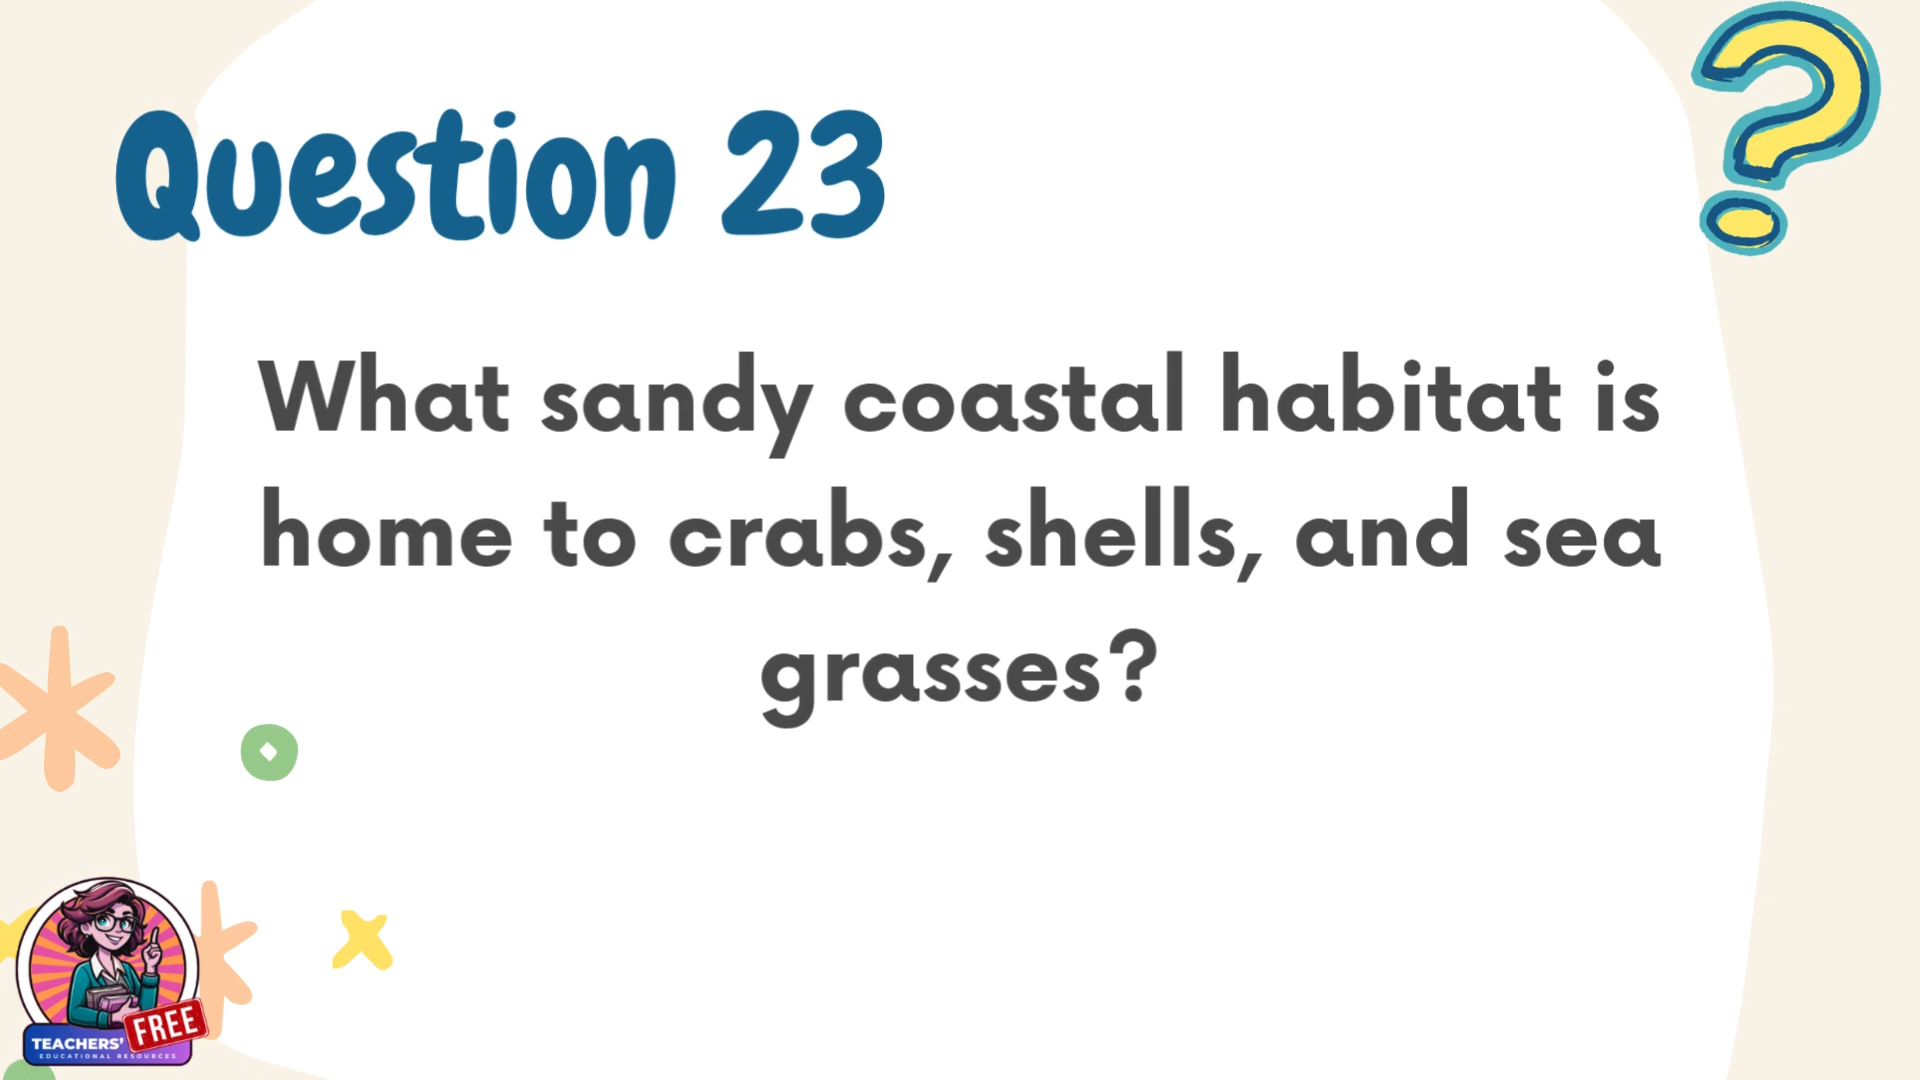 Question 23
What sandy coastal habitat is
home to crabs, shells, and sea
grasses?
FREE
TEACHERS'
EDUCATIONAL RESOURCES